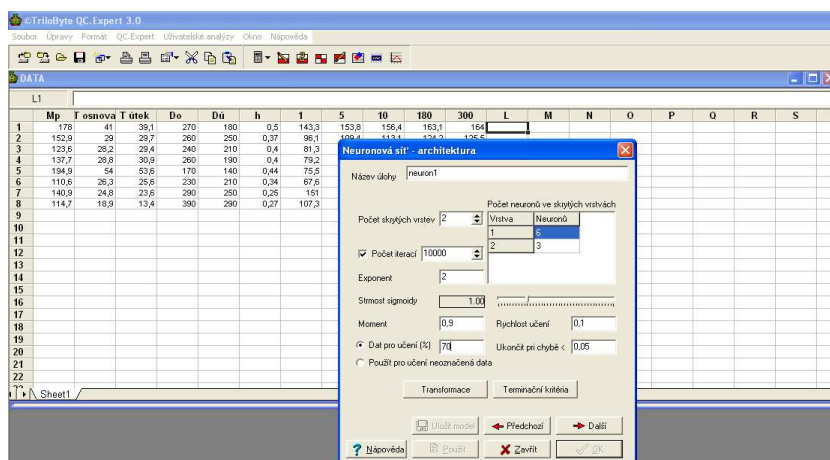 ©TriloByte QC.Expert 3.0
Soubor Úpravy Formát QC.Expert Uživatelské analýzy Okno Nápověda
DATA
L1
Mp T osnova T útek Do Dú h 1 5 10 180 300 L M N O P Q R S
1 178 41 39,1 270 180 0,5 143,3 153,8 156,4 163,1 164
2 152,9 29 29,7 260 250 0,37 96,1 109,4 113,1 124,2 125,5
3 123,6 28,2 29,4 240 210 0,4 81,3
4 137,7 28,8 30,9 260 190 0,4 79,2
5 194,9 54 53,6 170 140 0,44 75,5
6 110,6 26,3 25,6 230 210 0,34 67,6
7 140,9 24,8 23,6 290 250 0,25 151
8 114,7 18,9 13,4 390 290 0,27 107,3
9
10
11
12
13
14
15
16
17
18
19
20
21
22
Sheet1
Neuronová síť - architektura
Název úlohy neuron1
Počet neuronů ve skrytých vrstvách
Počet skrytých vrstev 2
Vrstva Neuronů
1 6
2 3
Počet iterací 10000
Exponent 2
Strmost sigmoidy 1.00
Moment 0,9 Rychlost učení 0,1
Dat pro učení (%) 70 Ukončit při chybě < 0,05
Použít pro učení neoznačená data
Transformace Terminační kritéria
Uložit model Předchozí Další
Nápověda Použít Zavřít OK